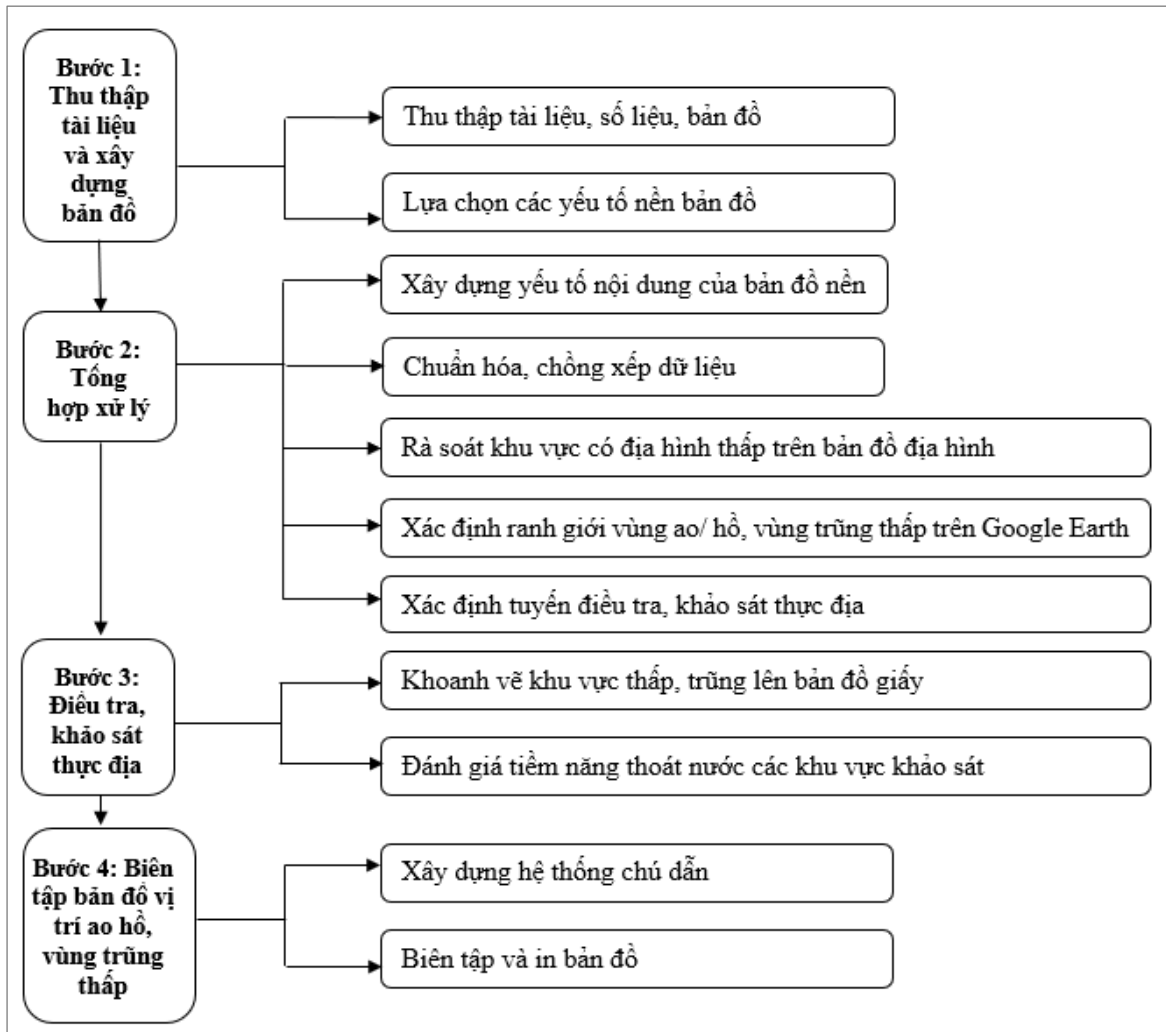 Bước 1:
Thu thập
tài liệu
và xây
dựng
bản đồ
Thu thập tài liệu, số liệu, bản đồ
Lựa chọn các yếu tố nền bản đồ
Bước 2:
Tổng
hợp xử lý
Xây dựng yếu tố nội dung của bản đồ nền
Chuẩn hóa, chồng xếp dữ liệu
Rà soát khu vực có địa hình thấp trên bản đồ địa hình
Xác định ranh giới vùng ao/ hồ, vùng trũng thấp trên Google Earth
Xác định tuyến điều tra, khảo sát thực địa
Bước 3:
Điều tra,
khảo sát
thực địa
Khoanh vẽ khu vực thấp, trũng lên bản đồ giấy
Đánh giá tiềm năng thoát nước các khu vực khảo sát
Bước 4: Biên
tập bản đồ vị
trí ao hồ,
vùng trũng
thấp
Xây dựng hệ thống chú dẫn
Biên tập và in bản đồ